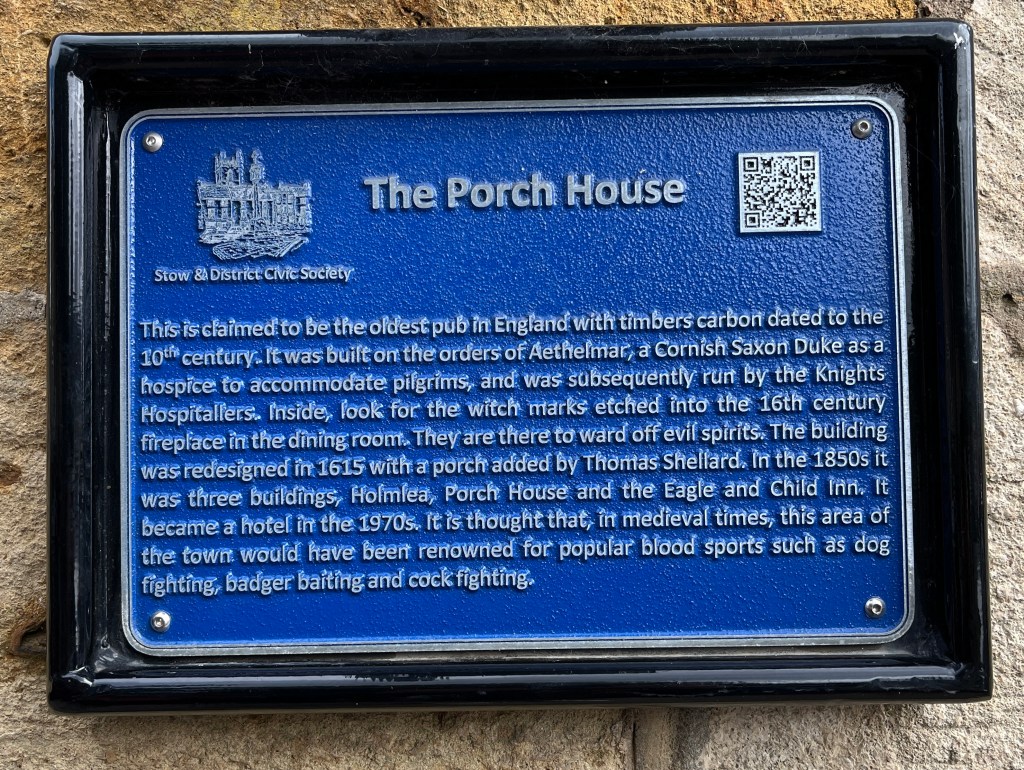 The Porch House
Stow & District Civic Society
This is claimed to be the oldest pub in England with timbers carbon dated to the
10th century. It was built on the orders of Aethelmar, a Cornish Saxon Duke as a
hospice to accommodate pilgrims, and was subsequently run by the Knights
Hospitallers. Inside, look for the witch marks etched into the 16th century
fireplace in the dining room. They are there to ward off evil spirits. The building
was redesigned in 1615 with a porch added by Thomas Shellard. In the 1850s it
was three buildings, Holmlea, Porch House and the Eagle and Child Inn. It
became a hotel in the 1970s. It is thought that, in medieval times, this area of
the town would have been renowned for popular blood sports such as dog
fighting, badger baiting and cock fighting.